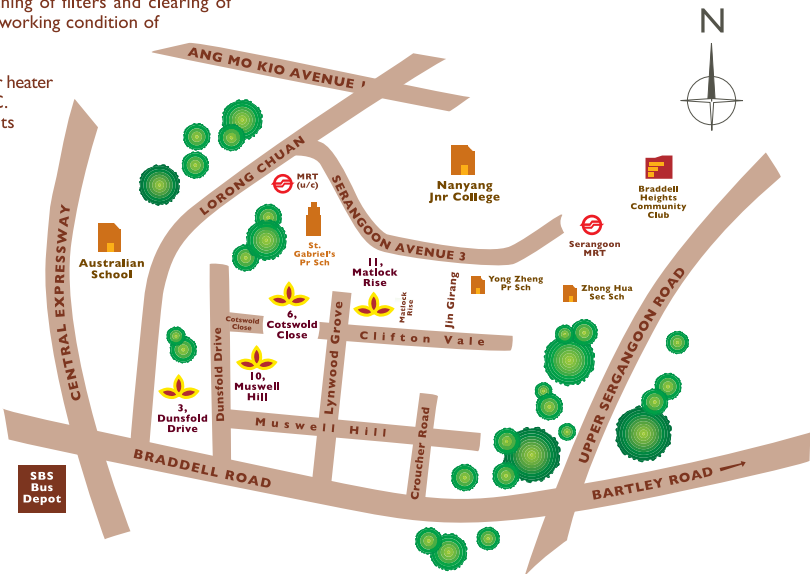 ning of filters and clearing of
working condition of
r heater
C.
ts
N
ANG MO KIO AVENUE 1
LORONG CHUAN
MRT
(u/c)
SERANGOON AVENUE 3
Nanyang
Jnr College
Braddell
Heights
Community
Club
CENTRAL EXPRESSWAY
Australian
School
St.
Gabriel's
Pr Sch
Serangoon
MRT
11,
Matlock
Rise
Yong Zheng
Pr Sch
Zhong Hua
Sec Sch
Matlock
Rise
Jln Girang
6,
Cotswold
Close
Cotswold
Close
Clifton Vale
Dunsfold Drive
Lynwood Grove
10,
Muswell
Hill
3,
Dunsfold
Drive
Muswell Hill
Croucher Road
UPPER SERGANGOON ROAD
BRADDELL ROAD
BARTLEY ROAD
SBS
Bus
Depot